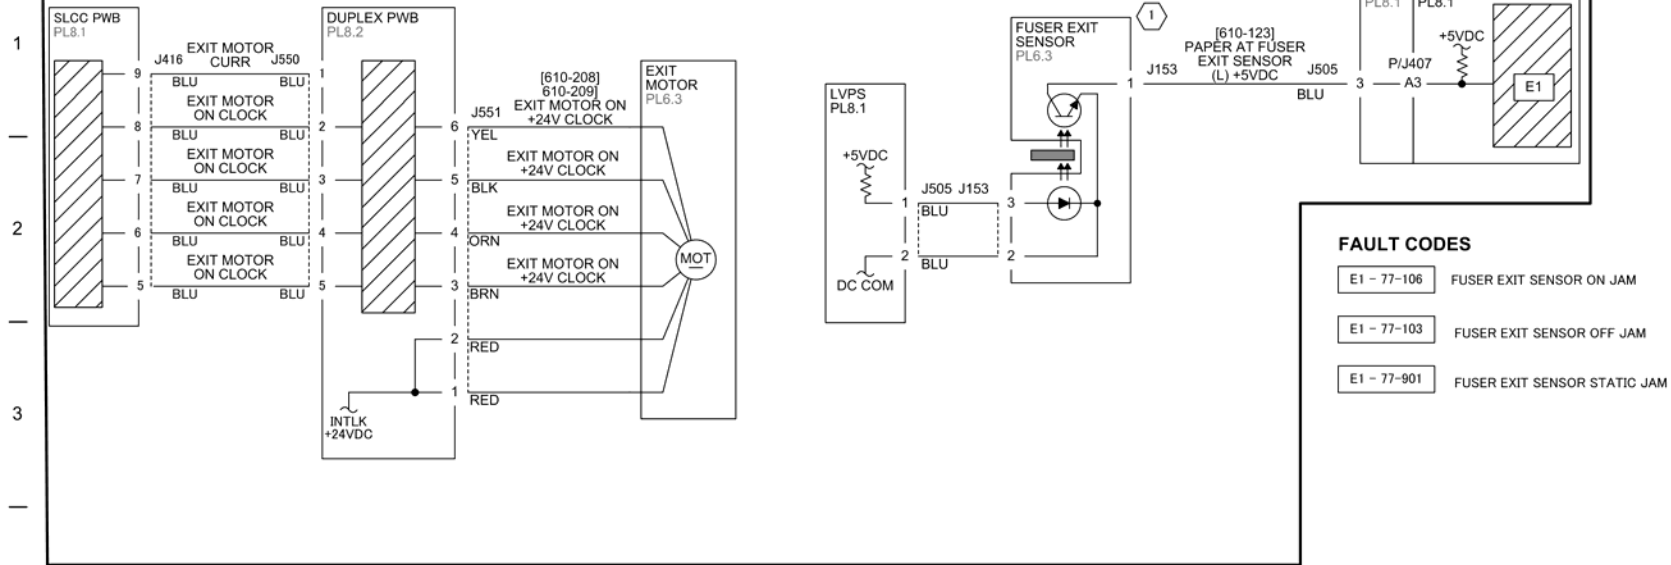 SLCC PWB
PL8.1
DUPLEX PWB
PL8.2
1
EXIT MOTOR
CURR
J416
J550
9
BLU
BLU
1
EXIT MOTOR
ON CLOCK
8
BLU
BLU
2
EXIT MOTOR
ON CLOCK
7
BLU
BLU
3
2
EXIT MOTOR
ON CLOCK
6
BLU
BLU
4
EXIT MOTOR
ON CLOCK
5
BLU
BLU
5
3
[610-208]
610-209]
EXIT MOTOR ON
+24V CLOCK
J551
6
YEL
EXIT MOTOR ON
+24V CLOCK
5
BLK
EXIT MOTOR ON
+24V CLOCK
4
ORN
EXIT MOTOR ON
+24V CLOCK
3
BRN
2
RED
1
RED
INTLK
+24VDC
EXIT
MOTOR
PL6.3
MOT
LVPS
PL8.1
+5VDC
1
J505 J153
BLU
3
2
BLU
2
DC COM
FUSER EXIT
SENSOR
PL6.3
1
1
J153
[610-123]
PAPER AT FUSER
EXIT SENSOR
(L) +5VDC
J505
BLU
3
PL8.1
PL8.1
P/J407
A3
+5VDC
E1
FAULT CODES
E1 - 77-106 FUSER EXIT SENSOR ON JAM
E1 - 77-103 FUSER EXIT SENSOR OFF JAM
E1 - 77-901 FUSER EXIT SENSOR STATIC JAM